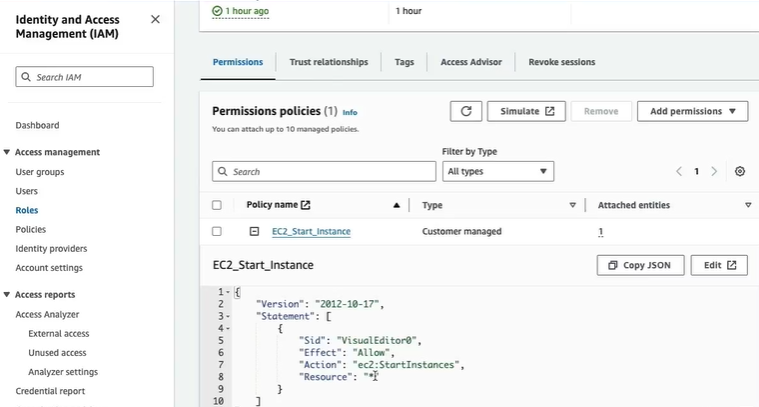 Identity and Access
Management (IAM)
Search IAM
Dashboard
Access management
User groups
Users
Roles
Policies
Identity providers
Account settings
Access reports
Access Analyzer
External access
Unused access
Analyzer settings
Credential report
1 hour ago
1 hour
Permissions
Trust relationships
Tags
Access Advisor
Revoke sessions
Permissions policies (1) Info
You can attach up to 10 managed policies.
Simulate
Remove
Add permissions
Filter by Type
Search
All types
1
Policy name
Type
Attached entities
EC2_Start_Instance
Customer managed
1
EC2_Start_Instance
Copy JSON
Edit
1 {
2 "Version": "2012-10-17",
3 "Statement": [
4 {
5 "Sid": "VisualEditor0",
6 "Effect": "Allow",
7 "Action": "ec2:StartInstances",
8 "Resource": "*"
9 }
10 ]